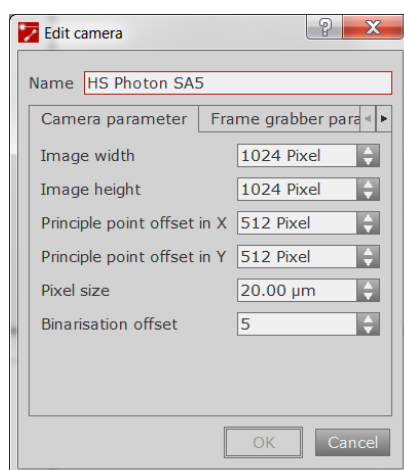 Edit camera
?
X
Name HS Photon SA5
Camera parameter Frame grabber para
Image width 1024 Pixel
Image height 1024 Pixel
Principle point offset in X 512 Pixel
Principle point offset in Y 512 Pixel
Pixel size 20.00 µm
Binarisation offset 5
OK Cancel